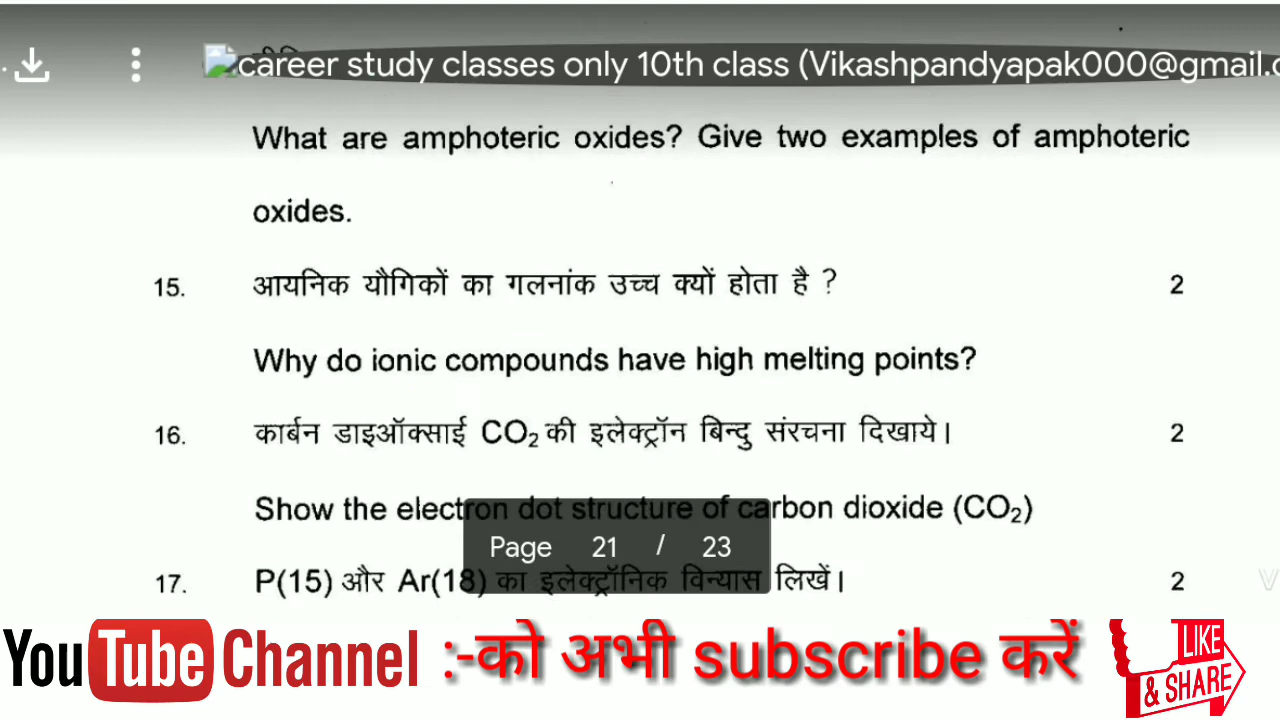 career study classes only 10th class (Vikashpandyapak000@gmail.c
What are amphoteric oxides? Give two examples of amphoteric
oxides.
15. आयनिक यौगिकों का गलनांक उच्च क्यों होता है ? 2
Why do ionic compounds have high melting points?
16. कार्बन डाइऑक्साई CO₂ की इलेक्ट्रॉन बिन्दु संरचना दिखाये। 2
Show the electron dot structure of carbon dioxide (CO₂)
Page 21 / 23
17. P(15) और Ar(18) का इलेक्ट्रॉनिक विन्यास लिखें। 2
YouTube Channel :-को अभी subscribe करें
LIKE
& SHARE